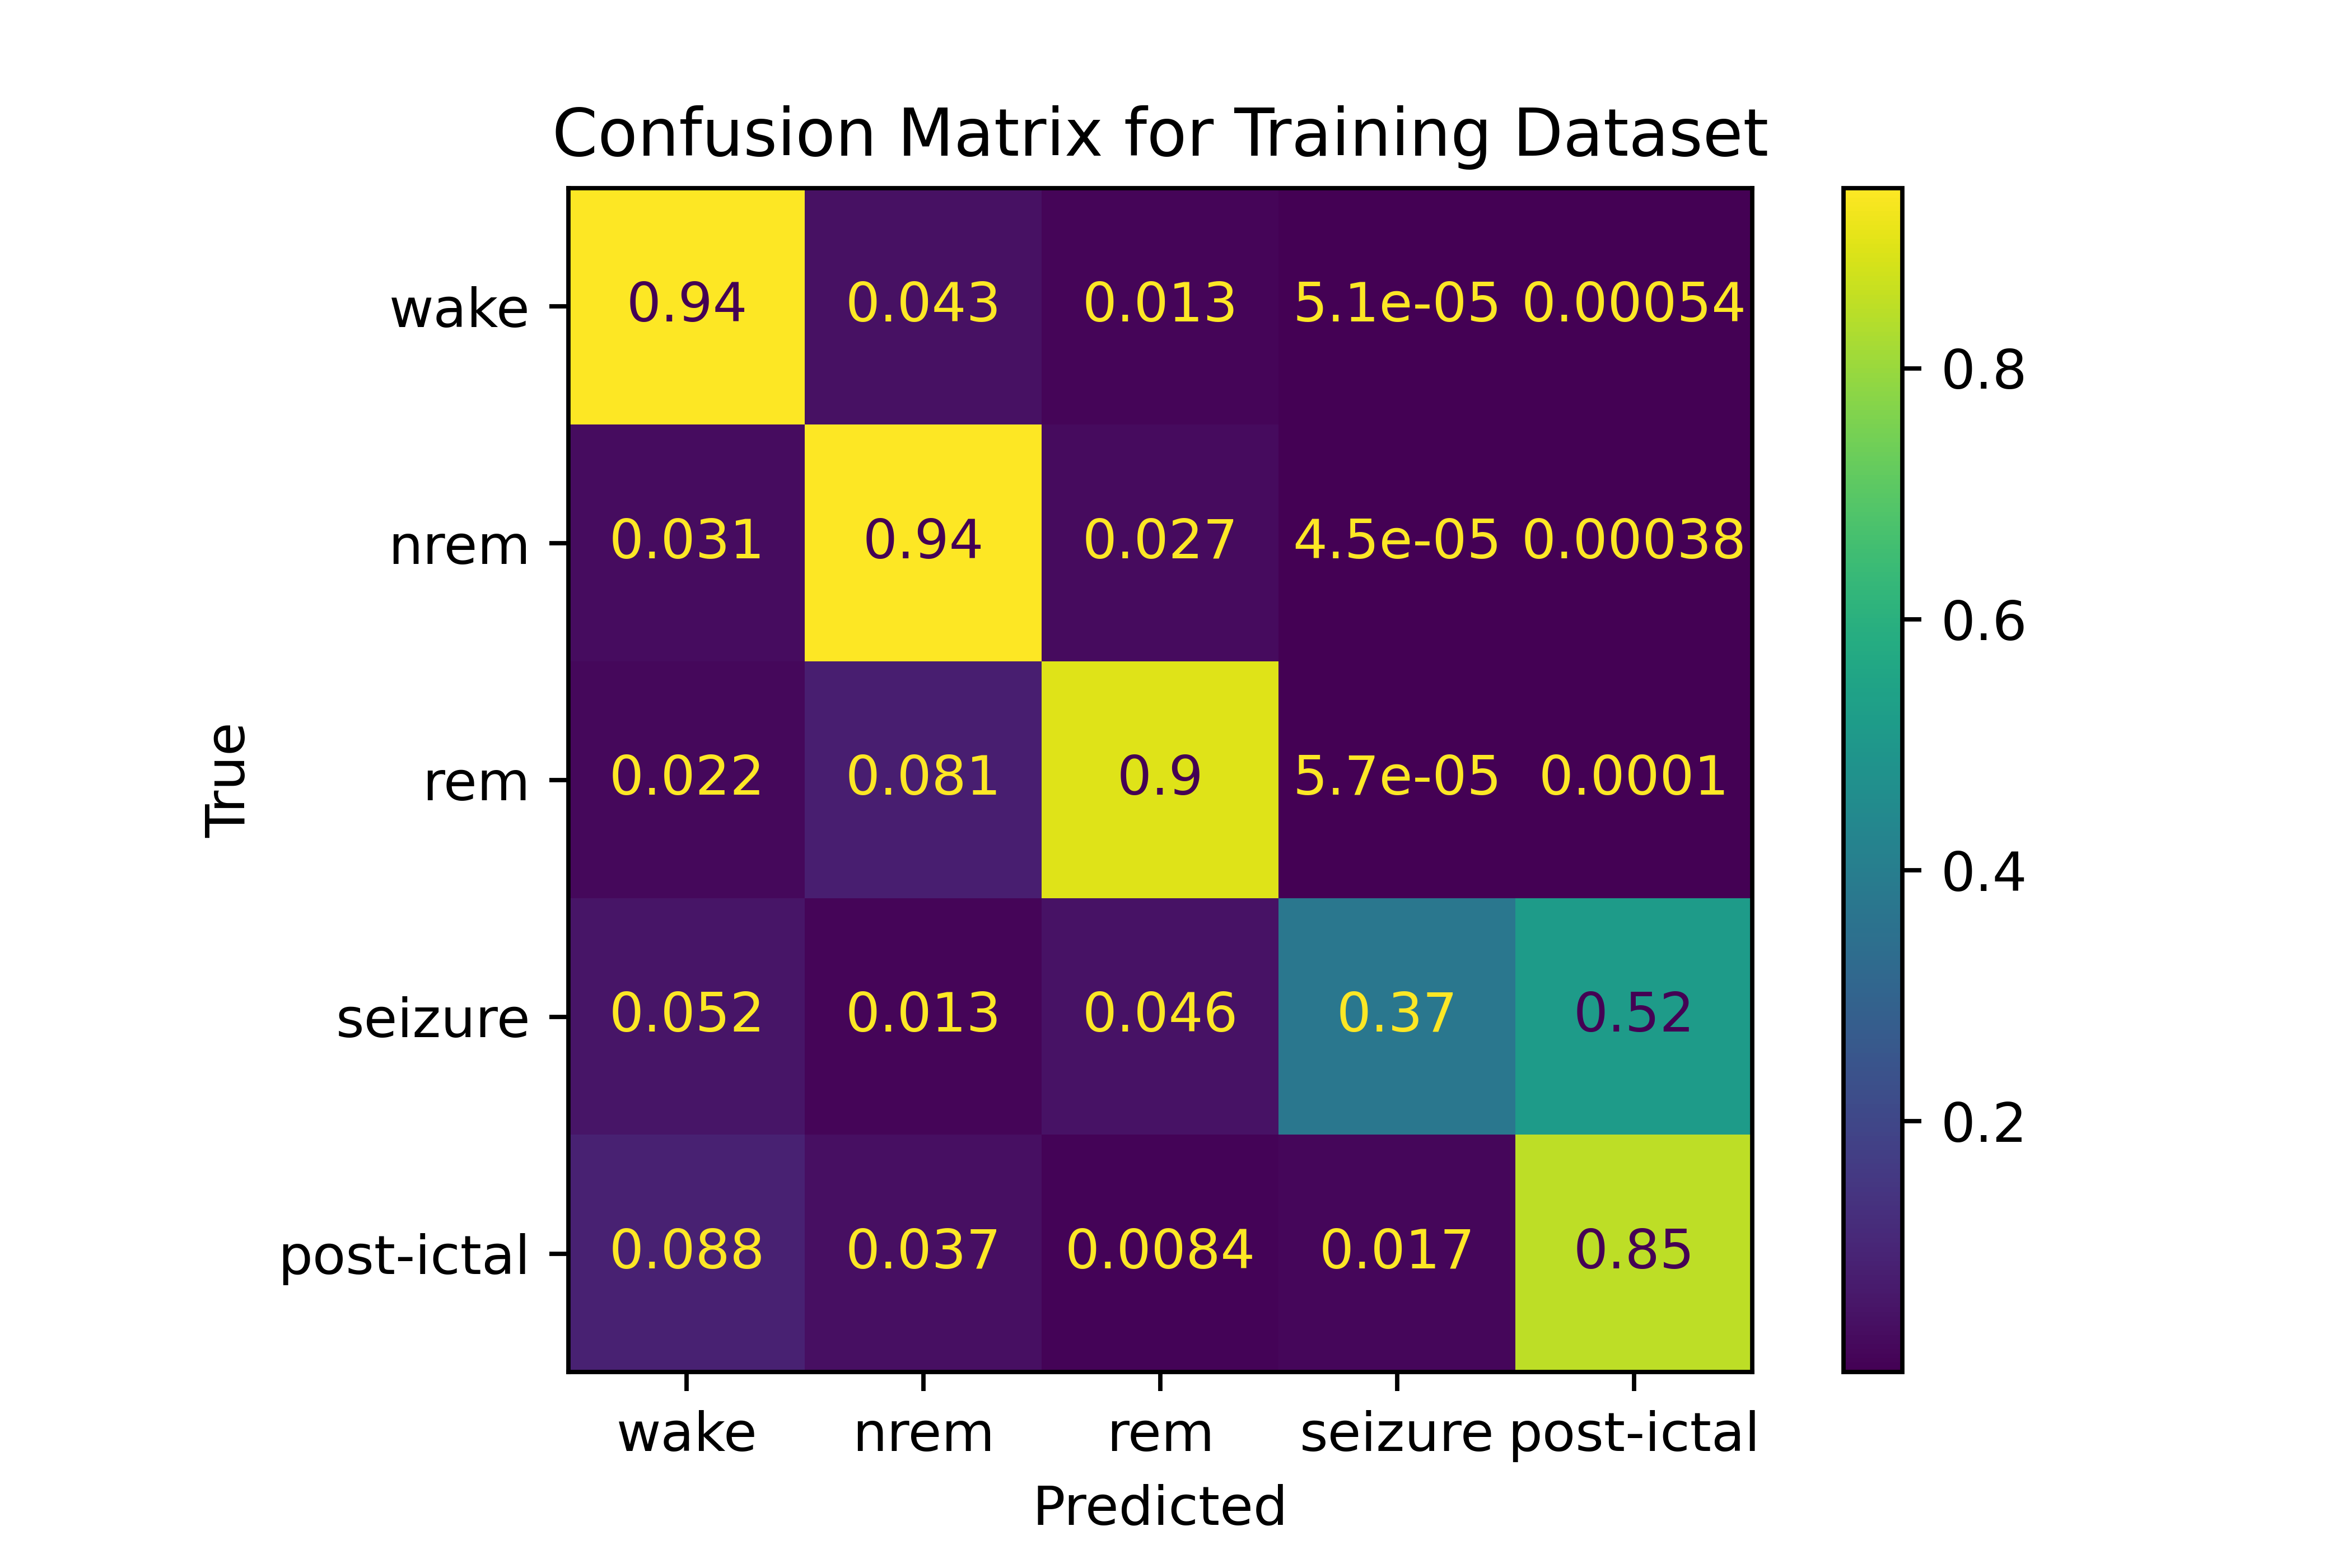 Confusion Matrix for Training Dataset
wake 0.94 0.043 0.013 5.1e-05 0.00054
0.8
nrem 0.031 0.94 0.027 4.5e-05 0.00038
0.6
True
rem 0.022 0.081 0.9 5.7e-05 0.0001
0.4
seizure 0.052 0.013 0.046 0.37 0.52
0.2
post-ictal 0.088 0.037 0.0084 0.017 0.85
wake nrem rem seizure post-ictal
Predicted